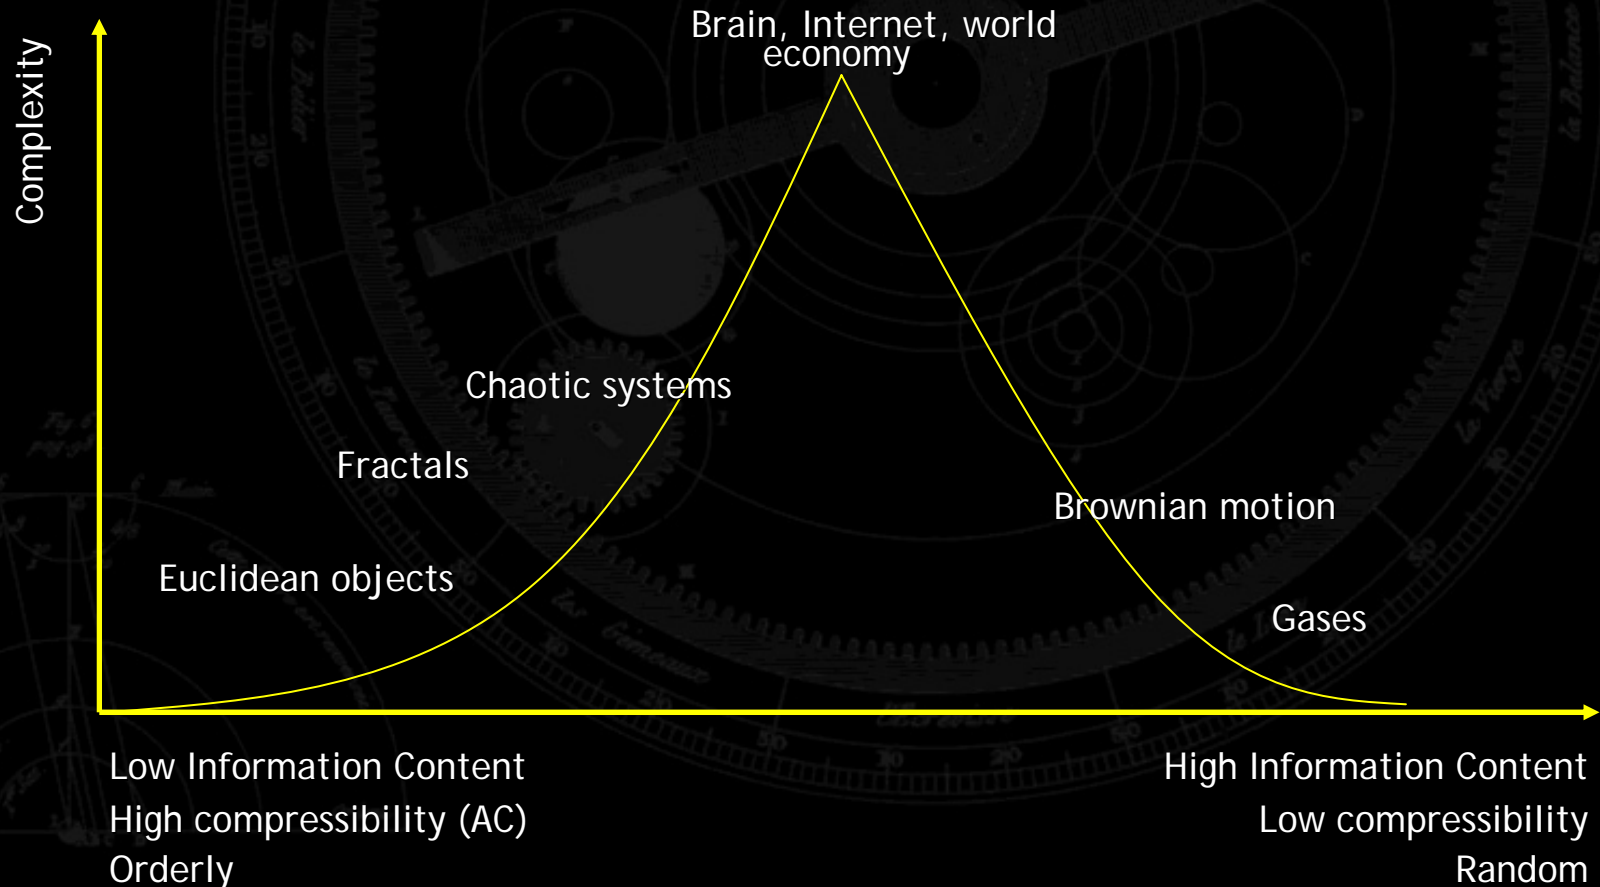 Brain, Internet, world
economy
Complexity
Chaotic systems
Fractals
Brownian motion
Euclidean objects
Gases
Low Information Content
High Information Content
High compressibility (AC)
Low compressibility
Orderly
Random